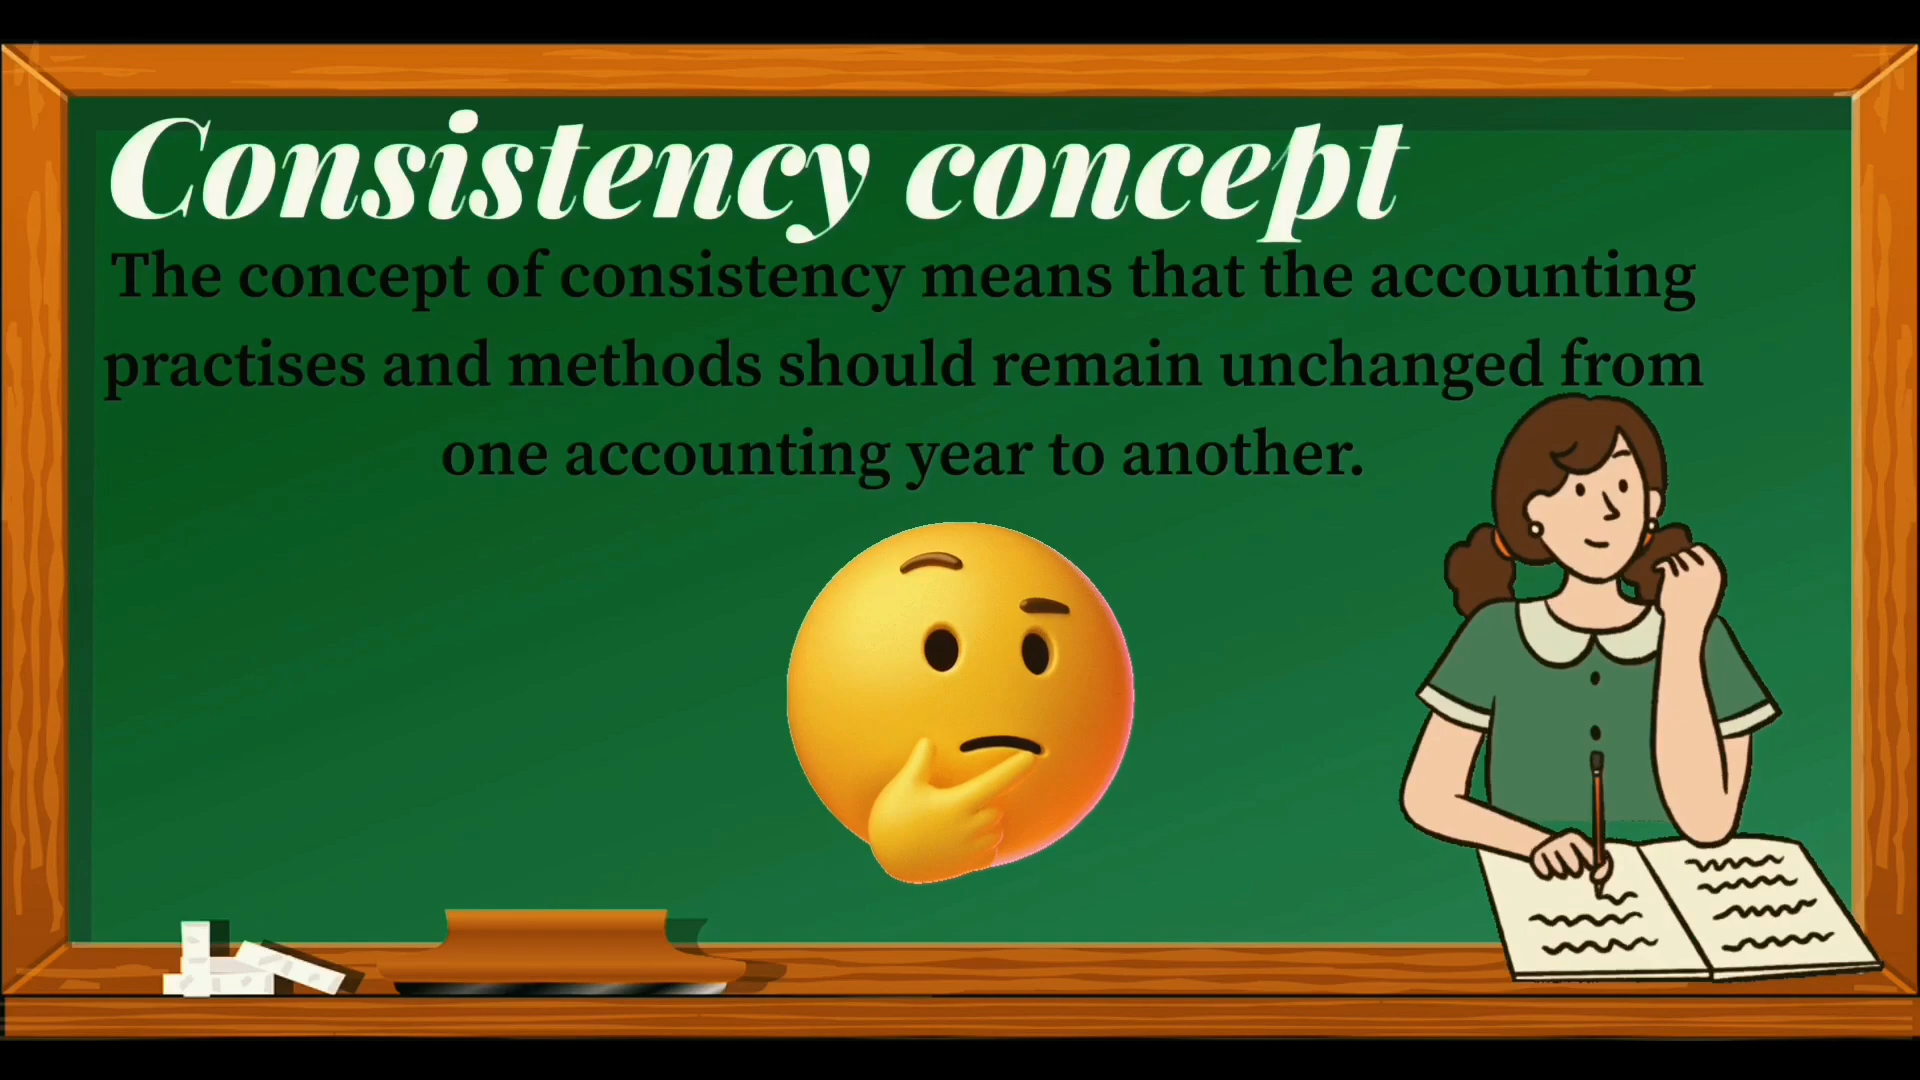 Consistency concept
The concept of consistency means that the accounting
practises and methods should remain unchanged from
one accounting year to another.